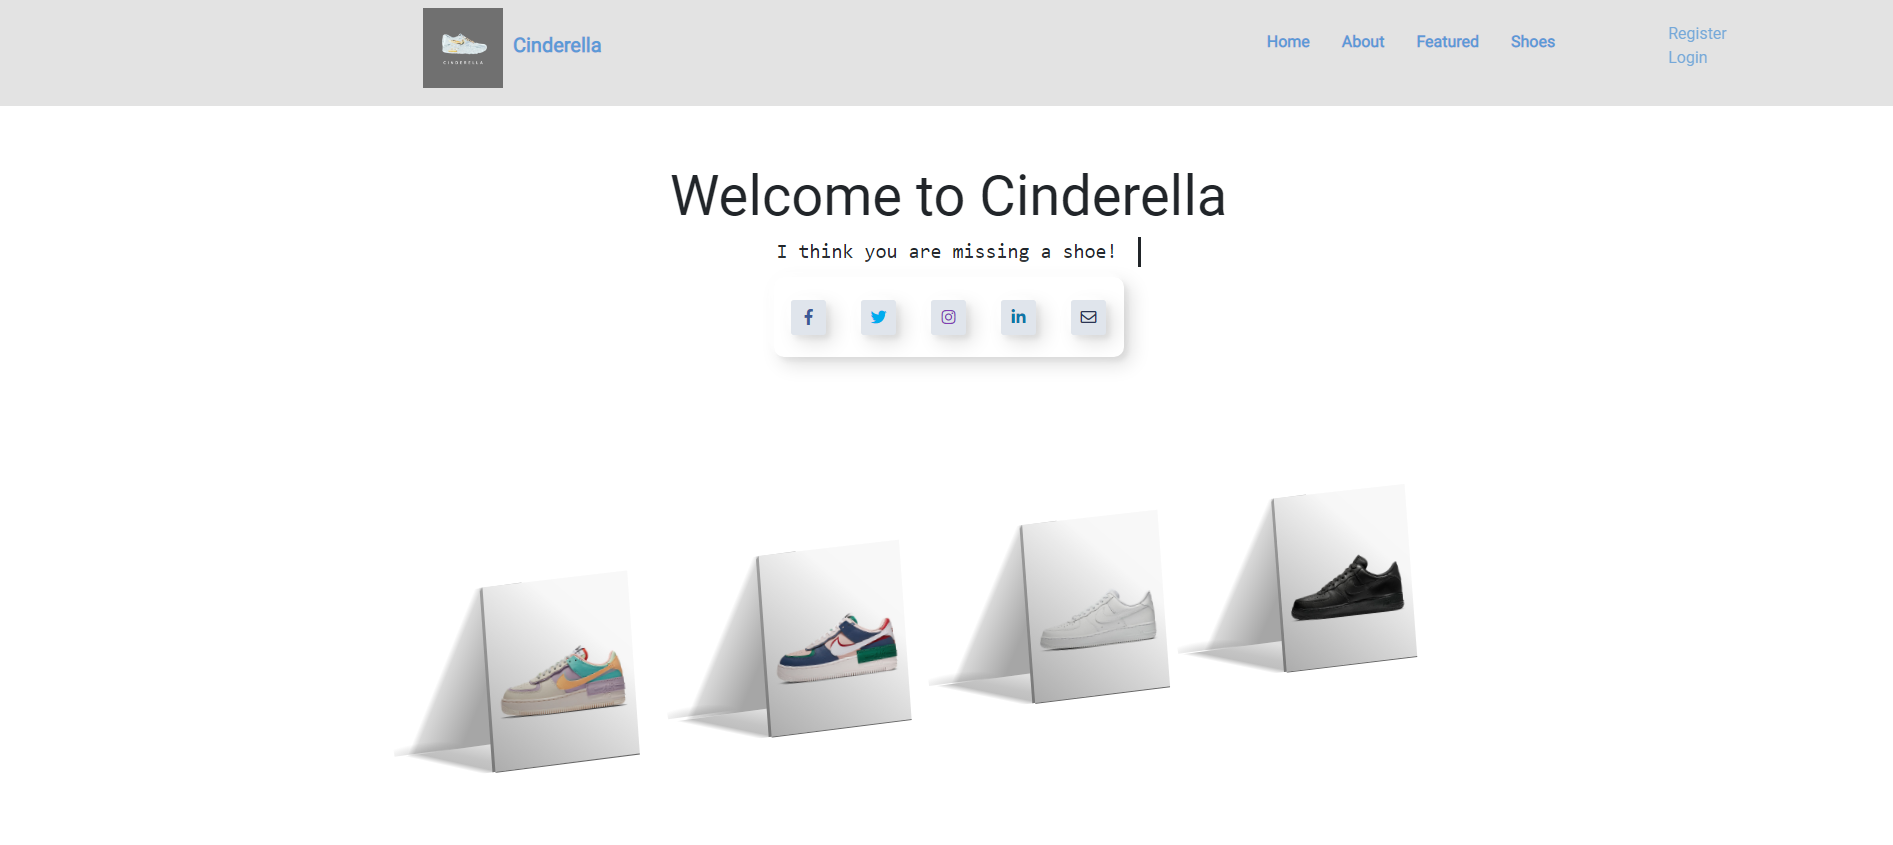 CINDERELLA
Cinderella
Home About Featured Shoes
Register
Login
Welcome to Cinderella
I think you are missing a shoe!